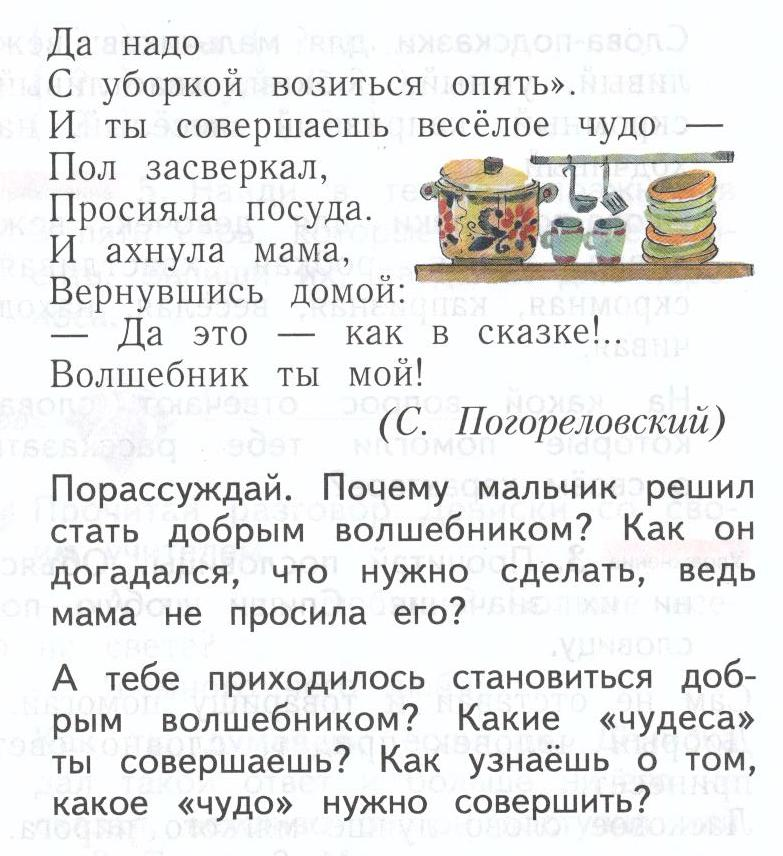 Да надо
С уборкой возиться опять».
И ты совершаешь весёлое чудо —
Пол засверкал,
Просияла посуда.
И ахнула мама,
Вернувшись домой:
— Да это — как в сказке!..
Волшебник ты мой!
(С. Погореловский)
Порассуждай. Почему мальчик решил
стать добрым волшебником? Как он
догадался, что нужно сделать, ведь
мама не просила его?
А тебе приходилось становиться доб-
рым волшебником? Какие «чудеса»
ты совершаешь? Как узнаёшь о том,
какое «чудо» нужно совершить?